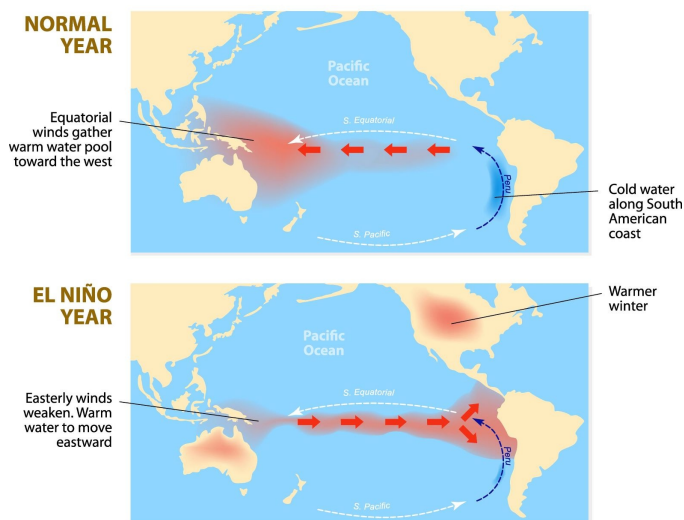 NORMAL
YEAR
Pacific
Ocean
Equatorial
winds gather
warm water pool
toward the west
S. Equatorial
Peru
Cold water
along South
American
coast
S. Pacific
EL NIÑO
YEAR
Warmer
winter
Pacific
Ocean
Easterly winds
weaken. Warm
water to move
eastward
S. Equatorial
Peru
S. Pacific